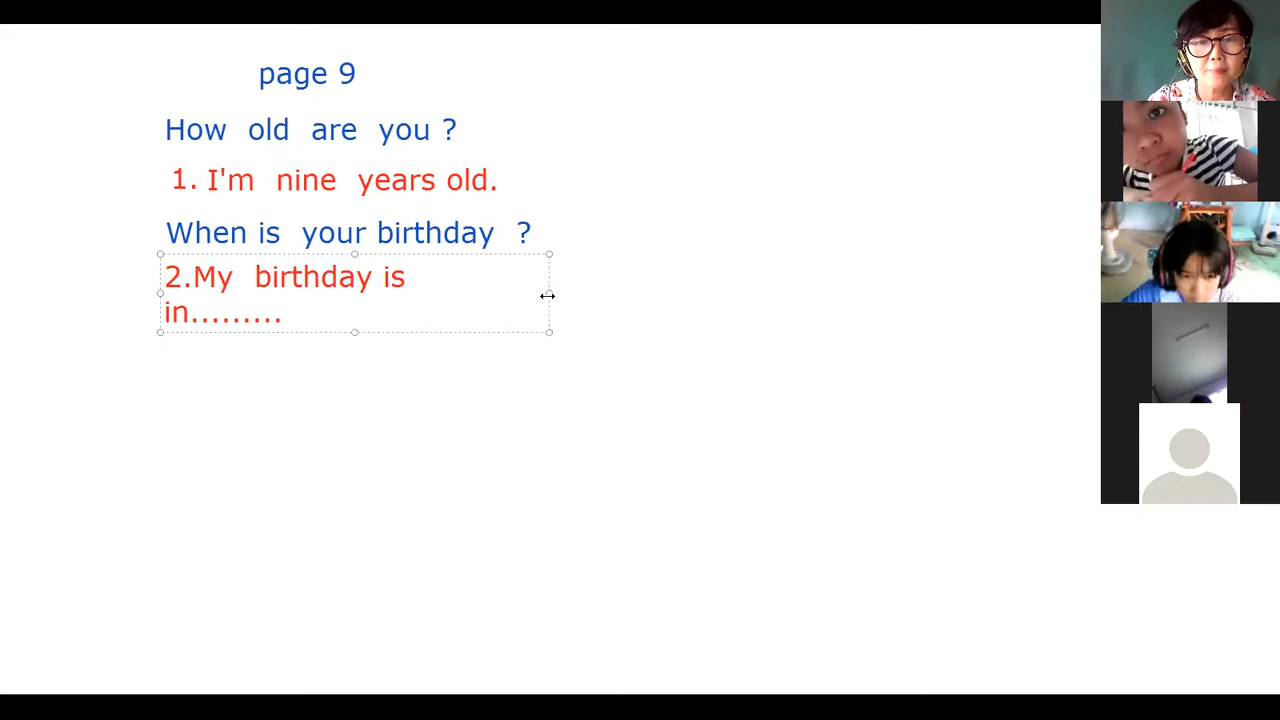 page 9
How old are you ?
1. I'm nine years old.
When is your birthday ?
2.My birthday is
in.........